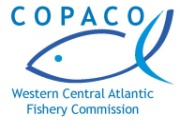 COPACO
Western Central Atlantic
Fishery Commission